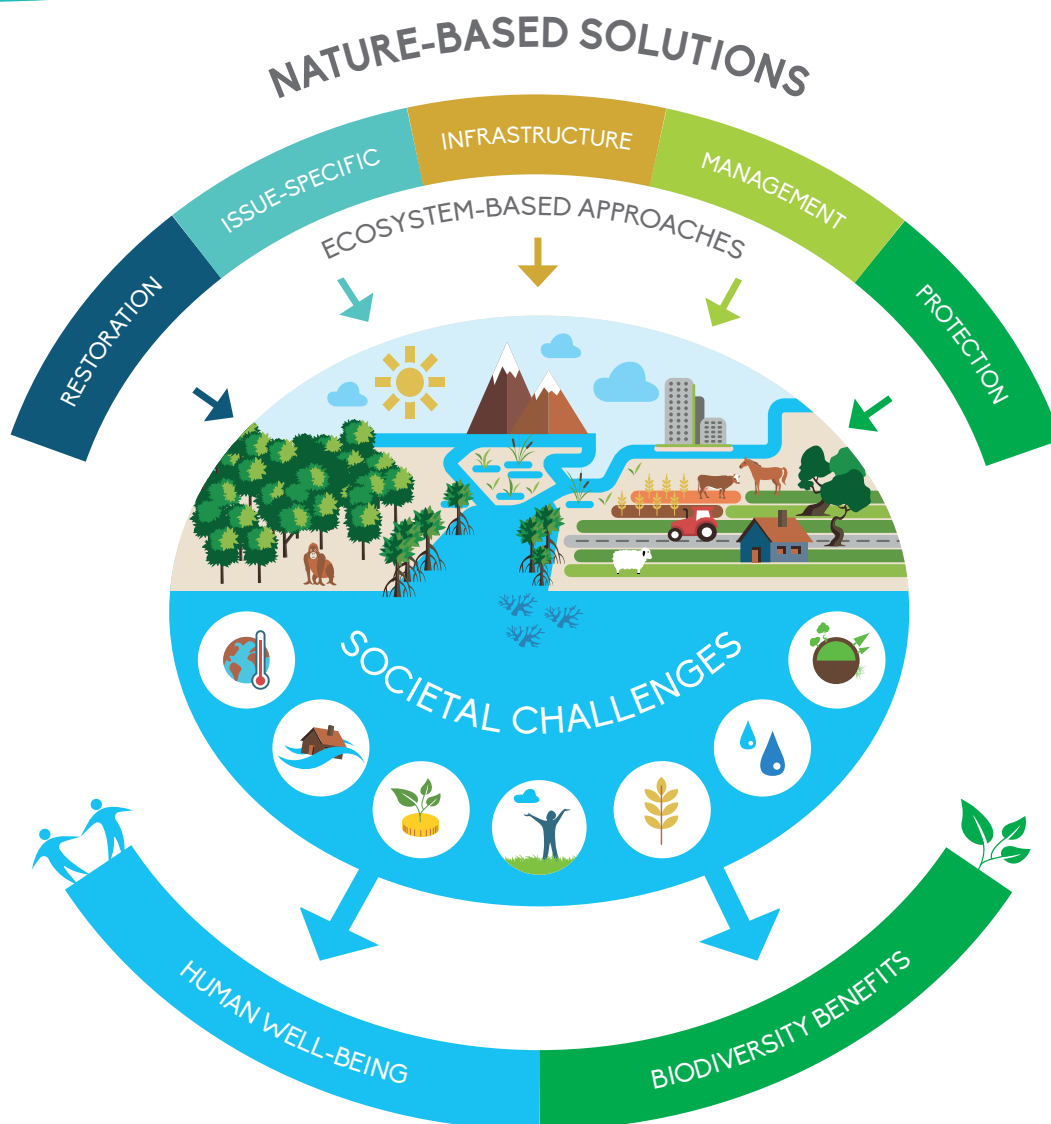 NATURE-BASED SOLUTIONS
RESTORATION
ISSUE-SPECIFIC
INFRASTRUCTURE
MANAGEMENT
PROTECTION
ECOSYSTEM-BASED APPROACHES
SOCIETAL CHALLENGES
HUMAN WELL-BEING
BIODIVERSITY BENEFITS